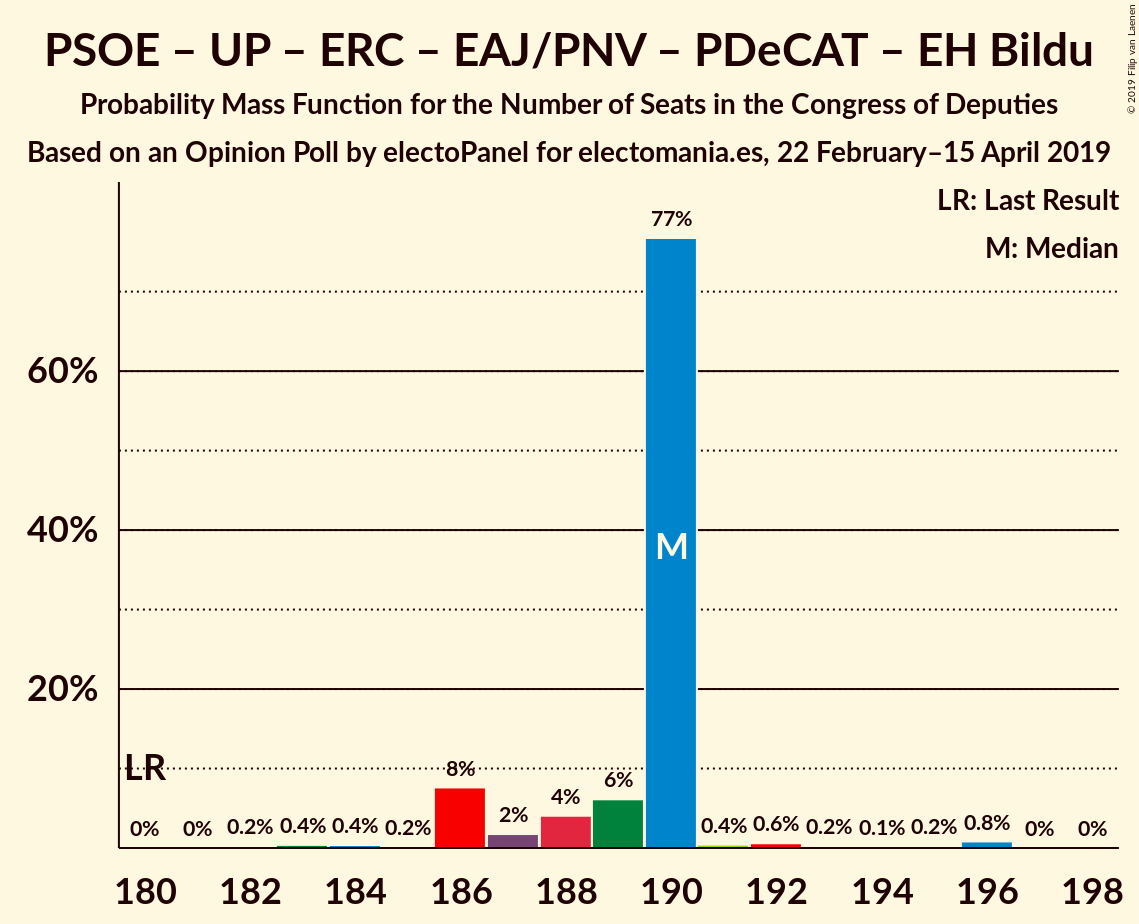 PSOE – UP – ERC – EAJ/PNV – PDeCAT – EH Bildu
Probability Mass Function for the Number of Seats in the Congress of Deputies
Based on an Opinion Poll by electoPanel for electomania.es, 22 February–15 April 2019
© 2019 Filip van Laenen
LR: Last Result
M: Median
77%
60%
40%
M
20%
LR
8%
6%
4%
2%
0% 0% 0.2% 0.4% 0.4% 0.2% 0.4% 0.6% 0.2% 0.1% 0.2% 0.8% 0% 0%
180 182 184 186 188 190 192 194 196 198